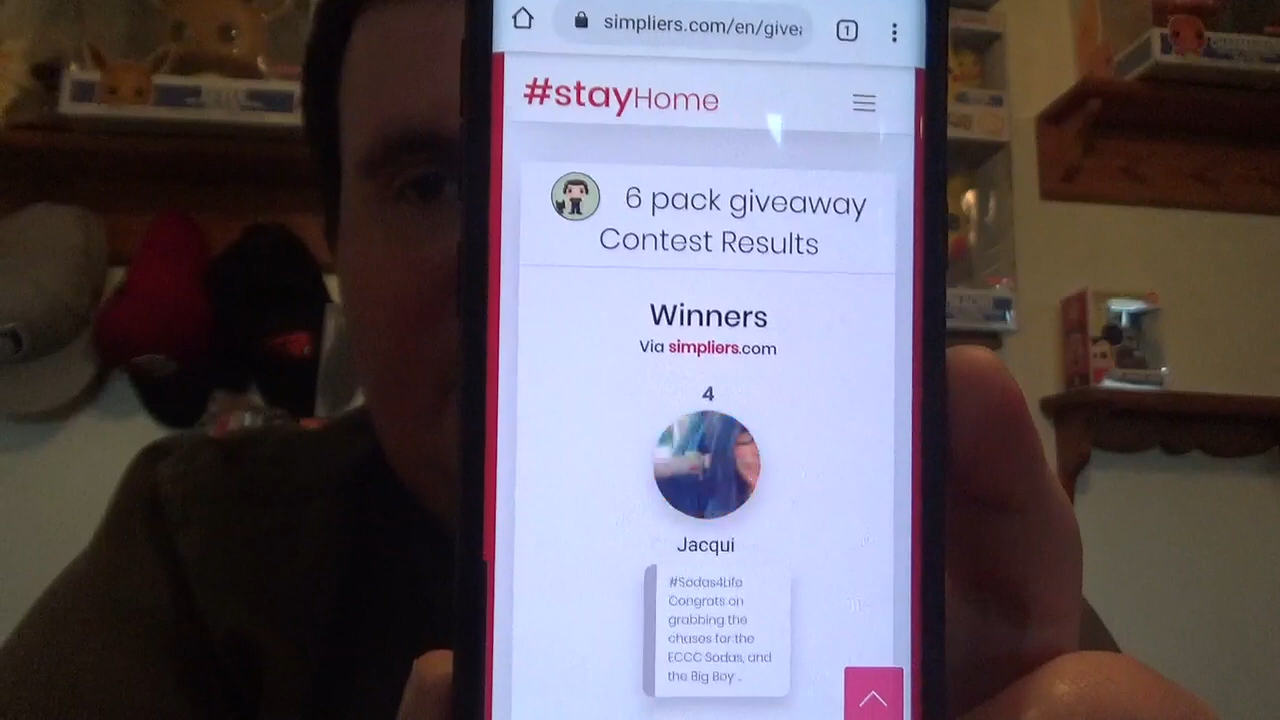 simpliers.com/en/givea
1
#stayHome
6 pack giveaway
Contest Results
Winners
Via simpliers.com
4
Jacqui
#Sodas4Life
Congrats on
grabbing the
chases for the
ECCC Sodas, and
the Big Boy ..